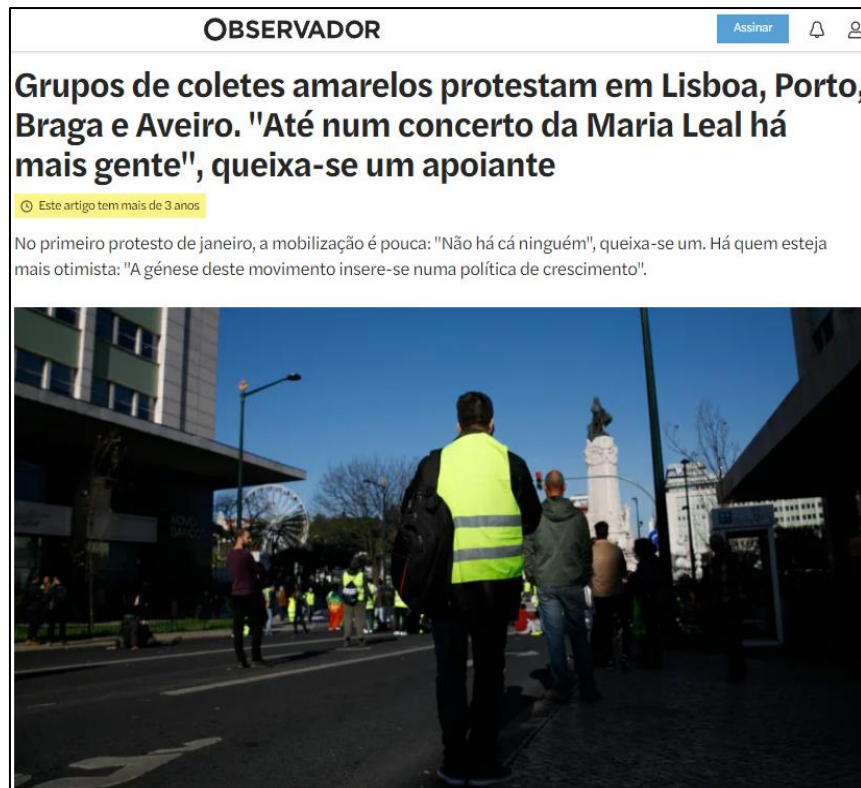 OBSERVADOR
Assinar
Grupos de coletes amarelos protestam em Lisboa, Porto,
Braga e Aveiro. "Até num concerto da Maria Leal há
mais gente", queixa-se um apoiante
Este artigo tem mais de 3 anos
No primeiro protesto de janeiro, a mobilização é pouca: "Não há cá ninguém", queixa-se um. Há quem esteja
mais otimista: "A génese deste movimento insere-se numa política de crescimento".
NOVO
BANCO